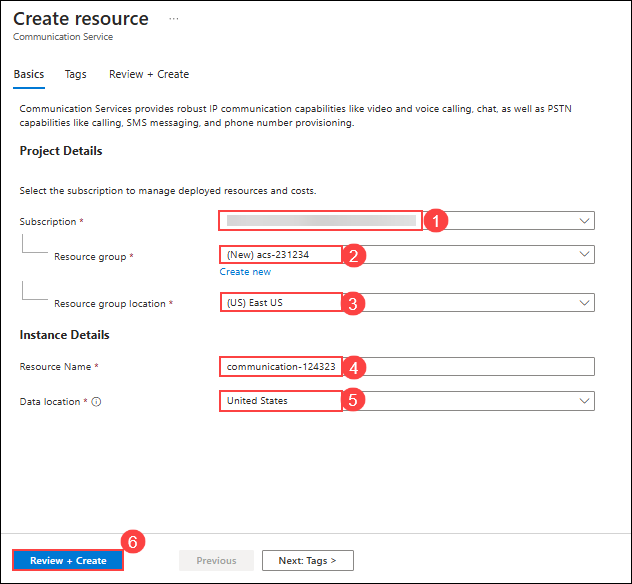 Create resource ...
Communication Service
Basics Tags Review + Create
Communication Services provides robust IP communication capabilities like video and voice calling, chat, as well as PSTN
capabilities like calling, SMS messaging, and phone number provisioning.
Project Details
Select the subscription to manage deployed resources and costs.
Subscription * 1
Resource group * (New) acs-231234 2
Create new
Resource group location * (US) East US 3
Instance Details
Resource Name * communication-124323 4
Data location * United States 5
6
Review + Create Previous Next: Tags >